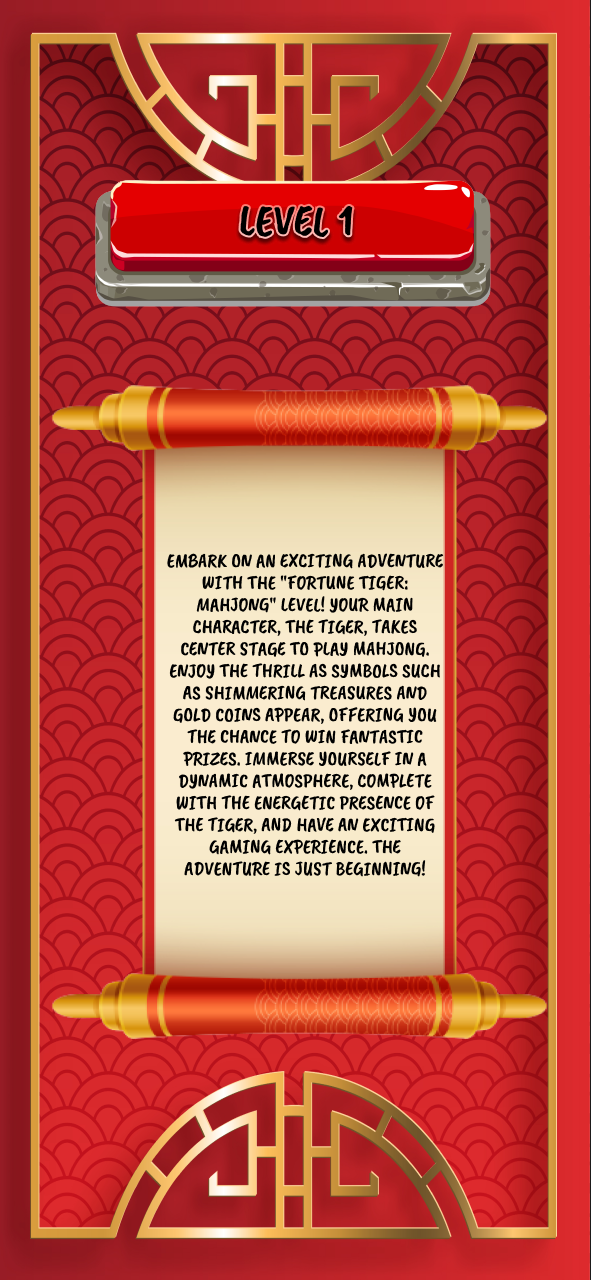 LEVEL 1
EMBARK ON AN EXCITING ADVENTURE
WITH THE "FORTUNE TIGER:
MAHJONG" LEVEL! YOUR MAIN
CHARACTER, THE TIGER, TAKES
CENTER STAGE TO PLAY MAHJONG.
ENJOY THE THRILL AS SYMBOLS SUCH
AS SHIMMERING TREASURES AND
GOLD COINS APPEAR, OFFERING YOU
THE CHANCE TO WIN FANTASTIC
PRIZES. IMMERSE YOURSELF IN A
DYNAMIC ATMOSPHERE, COMPLETE
WITH THE ENERGETIC PRESENCE OF
THE TIGER, AND HAVE AN EXCITING
GAMING EXPERIENCE. THE
ADVENTURE IS JUST BEGINNING!